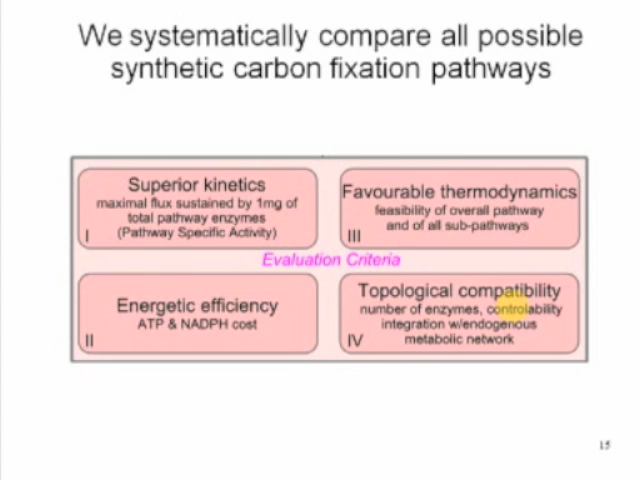 We systematically compare all possible
synthetic carbon fixation pathways
Superior kinetics
maximal flux sustained by 1mg of
total pathway enzymes
(Pathway Specific Activity)
I
Favourable thermodynamics
feasibility of overall pathway
and of all sub-pathways
III
Evaluation Criteria
Energetic efficiency
ATP & NADPH cost
II
Topological compatibility
number of enzymes, controlability
integration w/endogenous
metabolic network
IV
15